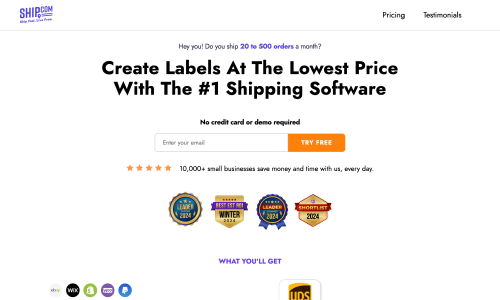 SHIP.COM
Ship Fast. Live Free.
Pricing
Testimonials
Hey you! Do you ship 20 to 500 orders a month?
Create Labels At The Lowest Price
With The #1 Shipping Software
No credit card or demo required
Enter your email
TRY FREE
10,000+ small businesses save money and time with us, every day.
LEADER
2024
BEST EST. ROI
WINTER
2024
LEADER
2024
SHORTLIST
2024
WHAT YOU'LL GET
WiX
woo
ups